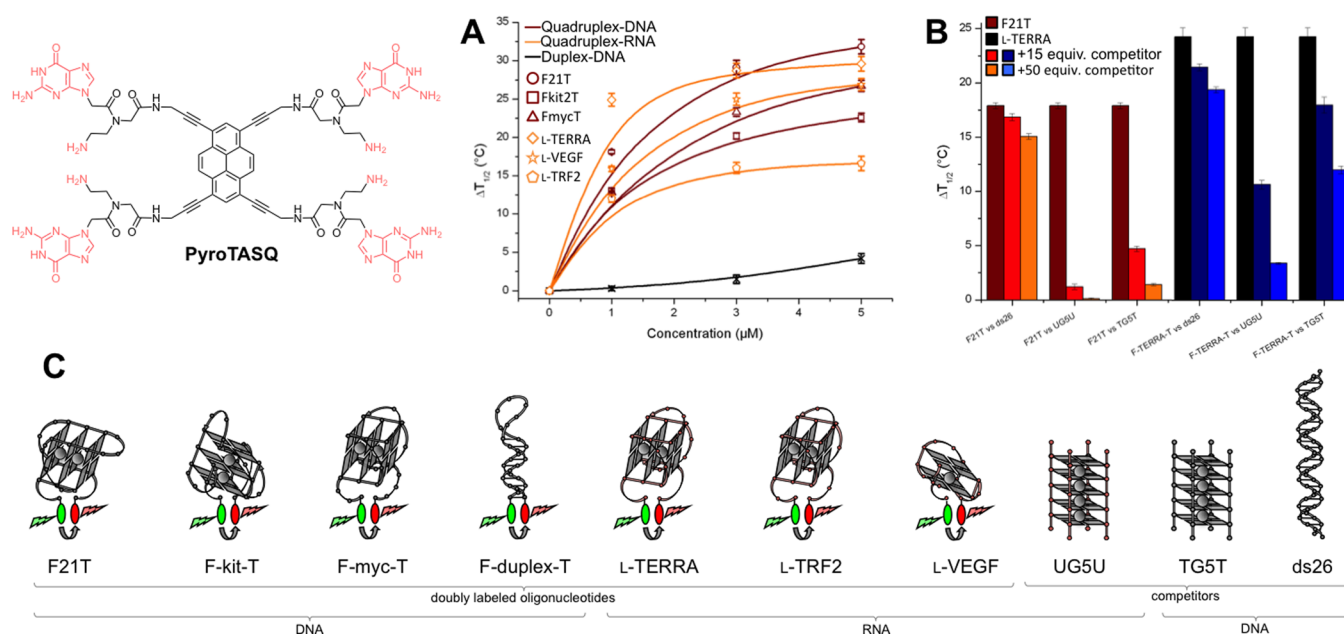 O
N
HN
H2N
N
N
O
N
O
HN
H2N
PyroTASQ
A
Quadruplex-DNA
Quadruplex-RNA
Duplex-DNA
F21T
Fkit2T
FmycT
L-TERRA
L-VEGF
L-TRF2
ΔT1/2 (°C)
35
30
25
20
15
10
5
0
0 1 2 3 4 5
Concentration (µM)
B
F21T
L-TERRA
+15 equiv. competitor
+50 equiv. competitor
ΔT1/2 (°C)
25
20
15
10
5
0
F21T vs ds26
F21T vs UG5U
F21T vs TG5T
F-TERRA-T vs ds26
F-TERRA-T vs UG5U
F-TERRA-T vs TG5T
C
F21T F-kit-T F-myc-T F-duplex-T L-TERRA L-TRF2 L-VEGF UG5U TG5T ds26
doubly labeled oligonucleotides competitors
DNA RNA DNA